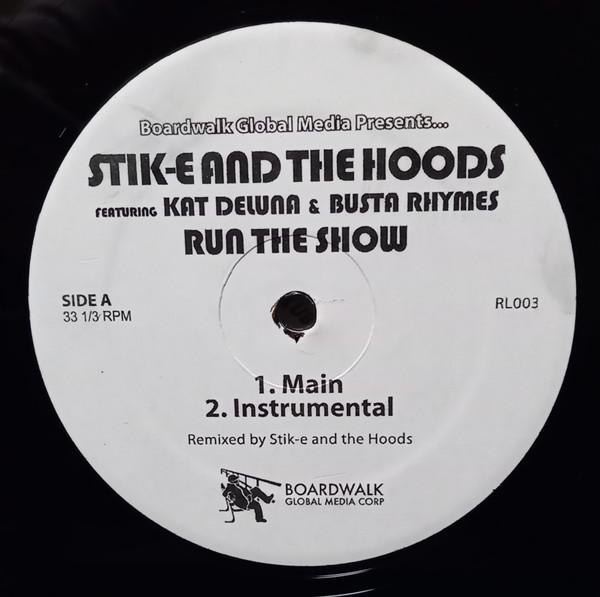 Boardwalk Global Media Presents...
STIK-E AND THE HOODS
FEATURING KAT DELUNA & BUSTA RHYMES
RUN THE SHOW
SIDE A
33 1/3 RPM
RL003
1. Main
2. Instrumental
Remixed by Stik-e and the Hoods
BOARDWALK
GLOBAL MEDIA CORP